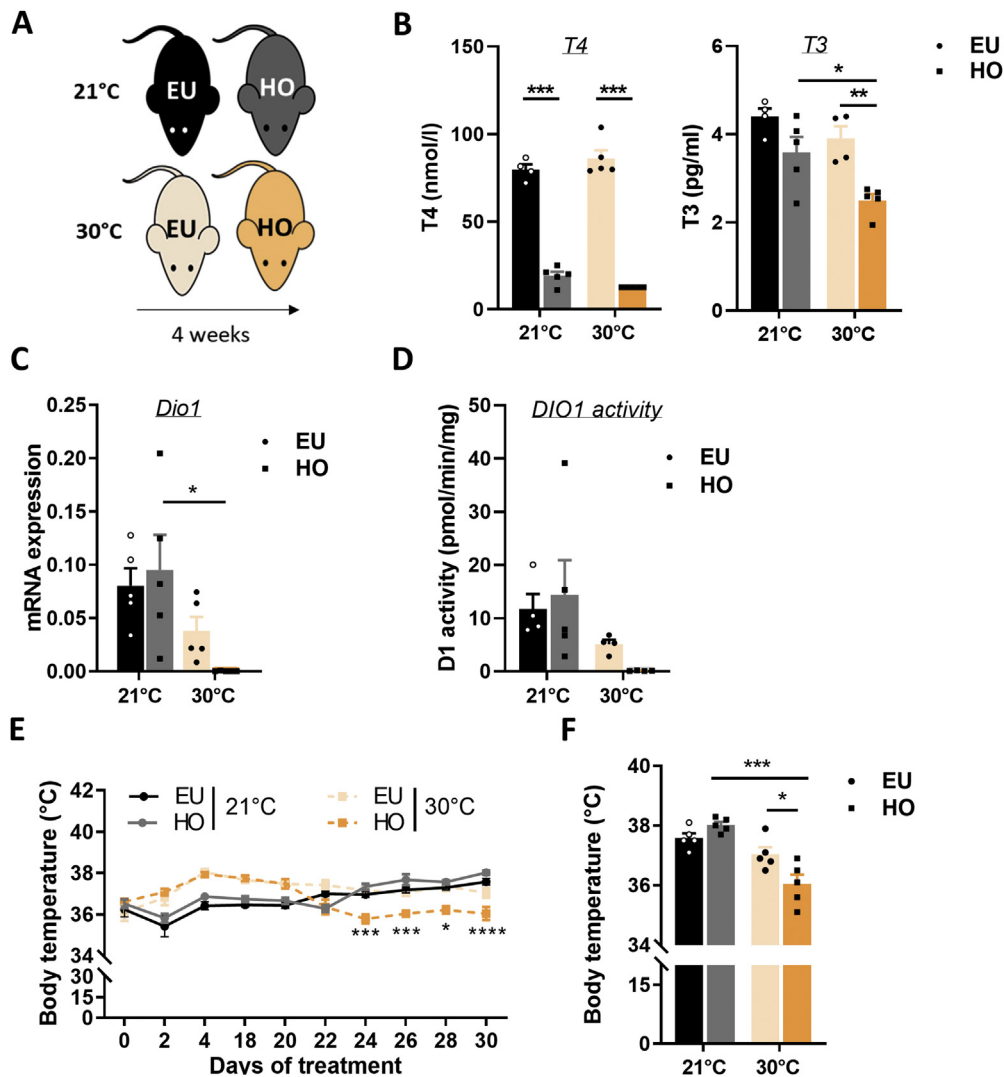 A
21°C
EU
HO
30°C
EU
HO
4 weeks
B
T4
T4 (nmol/l)
150
100
50
0
***
***
21°C
30°C
T3
T3 (pg/ml)
6
4
2
0
*
**
21°C
30°C
EU
HO
C
Dio1
mRNA expression
0.25
0.20
0.15
0.10
0.05
0.00
*
21°C
30°C
EU
HO
D
DIO1 activity
D1 activity (pmol/min/mg)
50
40
30
20
10
0
21°C
30°C
EU
HO
E
Body temperature (°C)
42
40
38
36
34
30
15
0
EU
HO
21°C
EU
HO
30°C
*** *** * ****
0 2 4 18 20 22 24 26 28 30
Days of treatment
F
Body temperature (°C)
40
38
36
34
15
0
***
*
21°C
30°C
EU
HO